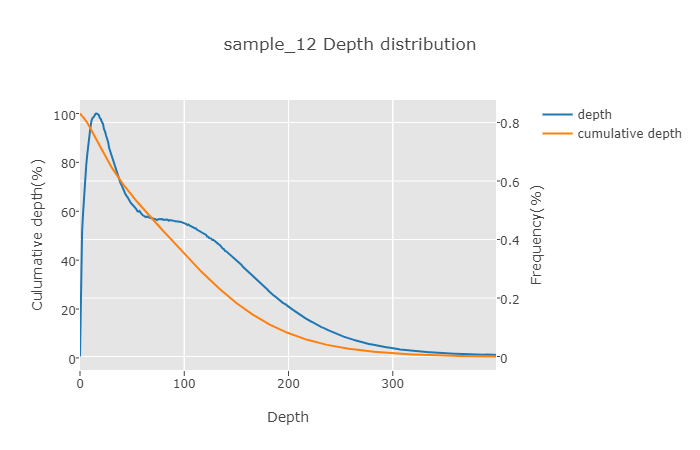 sample_12 Depth distribution
depth
cumulative depth
Culumative depth(%)
100
80
60
40
20
0
0.8
0.6
0.4
0.2
0
Frequency(%)
0
100
200
300
Depth